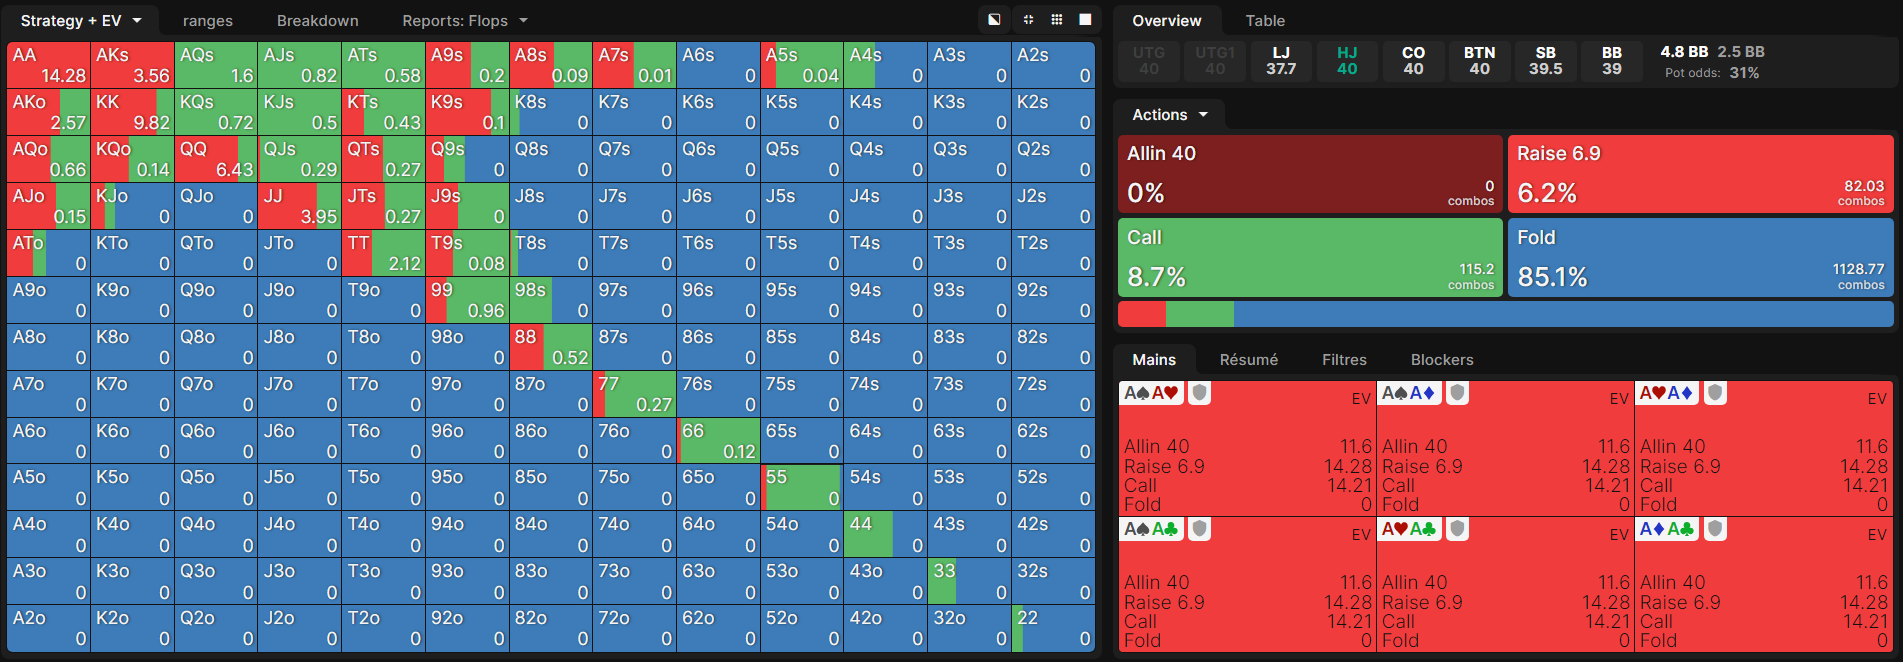 Strategy + EV ranges Breakdown Reports: Flops
AA AKs AQs AJs ATs A9s A8s A7s A6s A5s A4s A3s A2s
14.28 3.56 1.6 0.82 0.58 0.2 0.09 0.01 0 0.04 0 0 0
AKo KK KQs KJs KTs K9s K8s K7s K6s K5s K4s K3s K2s
2.57 9.82 0.72 0.5 0.43 0.1 0 0 0 0 0 0 0
AQo KQo QQ QJs QTs Q9s Q8s Q7s Q6s Q5s Q4s Q3s Q2s
0.66 0.14 6.43 0.29 0.27 0 0 0 0 0 0 0 0
AJo KJo QJo JJ JTs J9s J8s J7s J6s J5s J4s J3s J2s
0.15 0 0 3.95 0.27 0 0 0 0 0 0 0 0
ATo KTo QTo JTo TT T9s T8s T7s T6s T5s T4s T3s T2s
0 0 0 0 2.12 0.08 0 0 0 0 0 0 0
A9o K9o Q9o J9o T9o 99 98s 97s 96s 95s 94s 93s 92s
0 0 0 0 0 0.96 0 0 0 0 0 0 0
A8o K8o Q8o J8o T8o 98o 88 87s 86s 85s 84s 83s 82s
0 0 0 0 0 0 0.52 0 0 0 0 0 0
A7o K7o Q7o J7o T7o 97o 87o 77 76s 75s 74s 73s 72s
0 0 0 0 0 0 0 0.27 0 0 0 0 0
A6o K6o Q6o J6o T6o 96o 86o 76o 66 65s 64s 63s 62s
0 0 0 0 0 0 0 0 0.12 0 0 0 0
A5o K5o Q5o J5o T5o 95o 85o 75o 65o 55 54s 53s 52s
0 0 0 0 0 0 0 0 0 0 0 0 0
A4o K4o Q4o J4o T4o 94o 84o 74o 64o 54o 44 43s 42s
0 0 0 0 0 0 0 0 0 0 0 0 0
A3o K3o Q3o J3o T3o 93o 83o 73o 63o 53o 43o 33 32s
0 0 0 0 0 0 0 0 0 0 0 0 0
A2o K2o Q2o J2o T2o 92o 82o 72o 62o 52o 42o 32o 22
0 0 0 0 0 0 0 0 0 0 0 0 0
Overview Table
UTG UTG1 LJ HJ CO BTN SB BB 4.8 BB 2.5 BB
40 40 37.7 40 40 40 39.5 39 Pot odds: 31%
Actions
Allin 40 Raise 6.9
0% 0 combos 6.2% 82.03 combos
Call Fold
8.7% 115.2 combos 85.1% 1128.77 combos
Mains Résumé Filtres Blockers
A♠A♥ EV A♠A♦ EV A♥A♦ EV
Allin 40 11.6 Allin 40 11.6 Allin 40 11.6
Raise 6.9 14.28 Raise 6.9 14.28 Raise 6.9 14.28
Call 14.21 Call 14.21 Call 14.21
Fold 0 Fold 0 Fold 0
A♠A♣ EV A♥A♣ EV A♦A♣ EV
Allin 40 11.6 Allin 40 11.6 Allin 40 11.6
Raise 6.9 14.28 Raise 6.9 14.28 Raise 6.9 14.28
Call 14.21 Call 14.21 Call 14.21
Fold 0 Fold 0 Fold 0